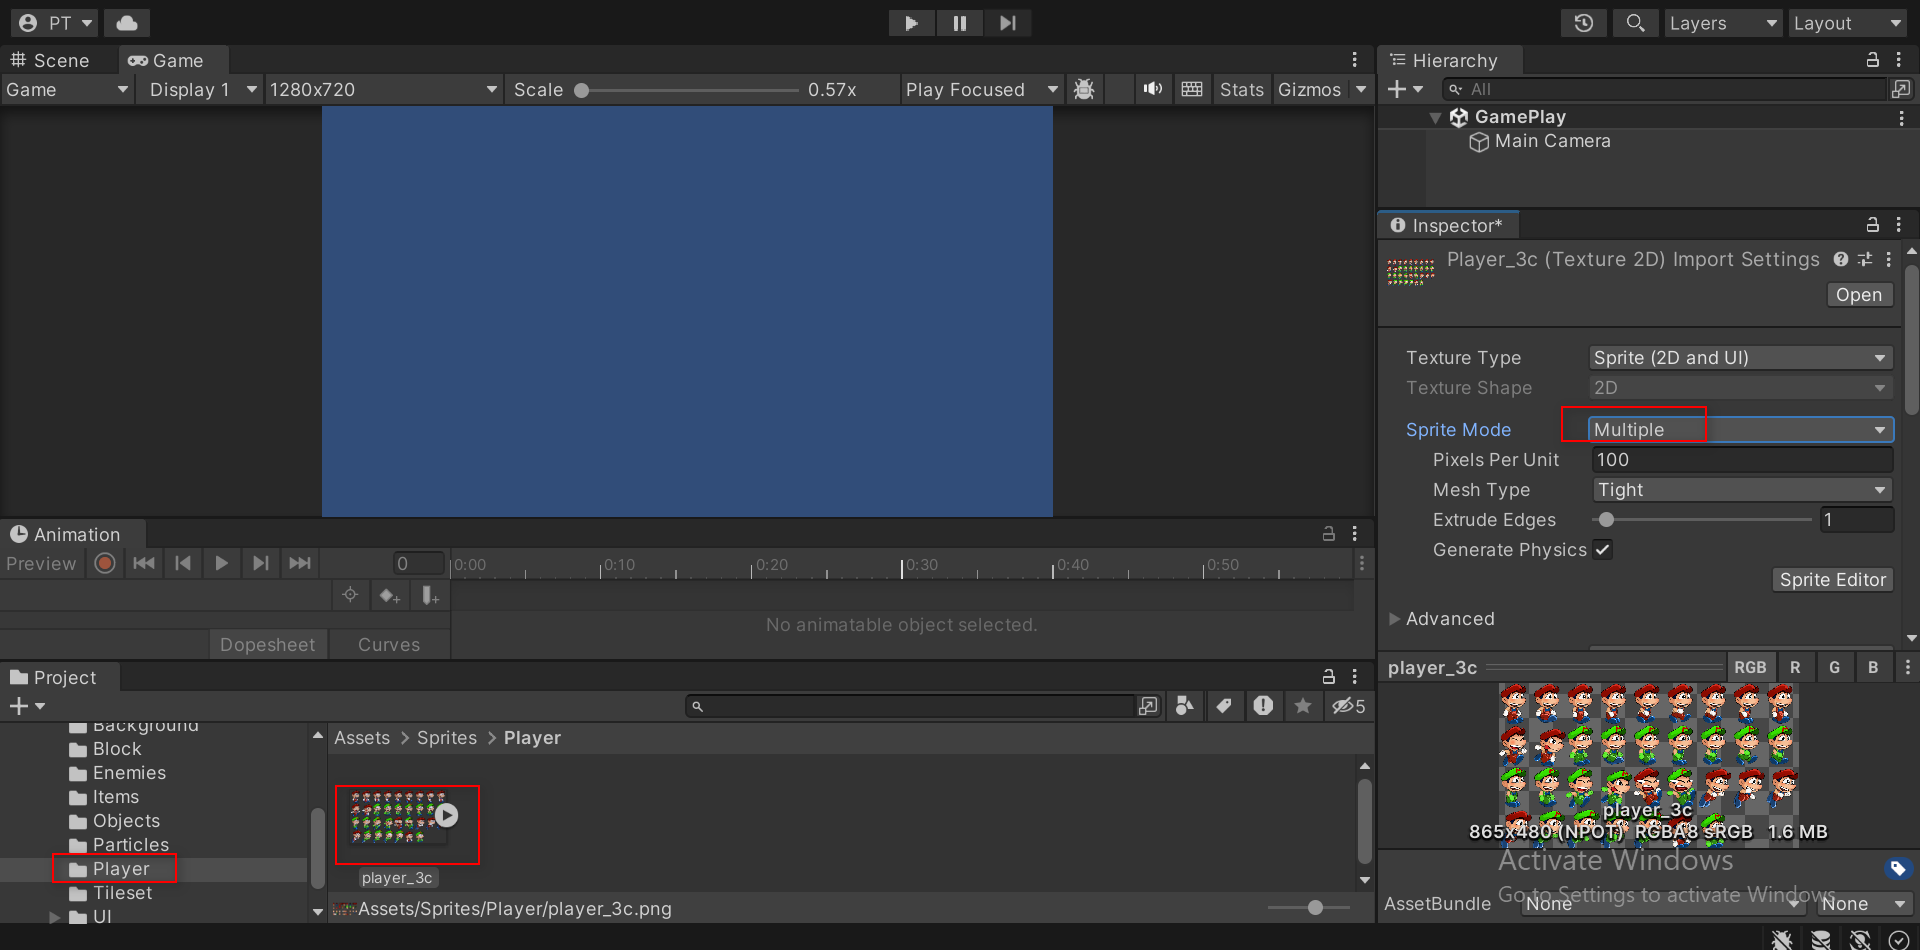 PT
Layers
Layout
Scene
Game
Game
Display 1
1280x720
Scale
0.57x
Play Focused
Stats
Gizmos
Hierarchy
All
GamePlay
Main Camera
Inspector*
Player_3c (Texture 2D) Import Settings
Open
Texture Type
Sprite (2D and UI)
Texture Shape
2D
Sprite Mode
Multiple
Pixels Per Unit
100
Mesh Type
Tight
Extrude Edges
1
Generate Physics
Sprite Editor
Advanced
Animation
Preview
0
0:00
0:10
0:20
0:30
0:40
0:50
No animatable object selected.
Dopesheet
Curves
Project
5
Background
Block
Enemies
Items
Objects
Particles
Player
Tileset
UI
Assets > Sprites > Player
player_3c
Assets/Sprites/Player/player_3c.png
player_3c
RGB
R
G
B
player_3c
865x480 (NPOT) RGBA8 sRGB 1.6 MB
Activate Windows
Go to Settings to activate Windows.
AssetBundle
None
None